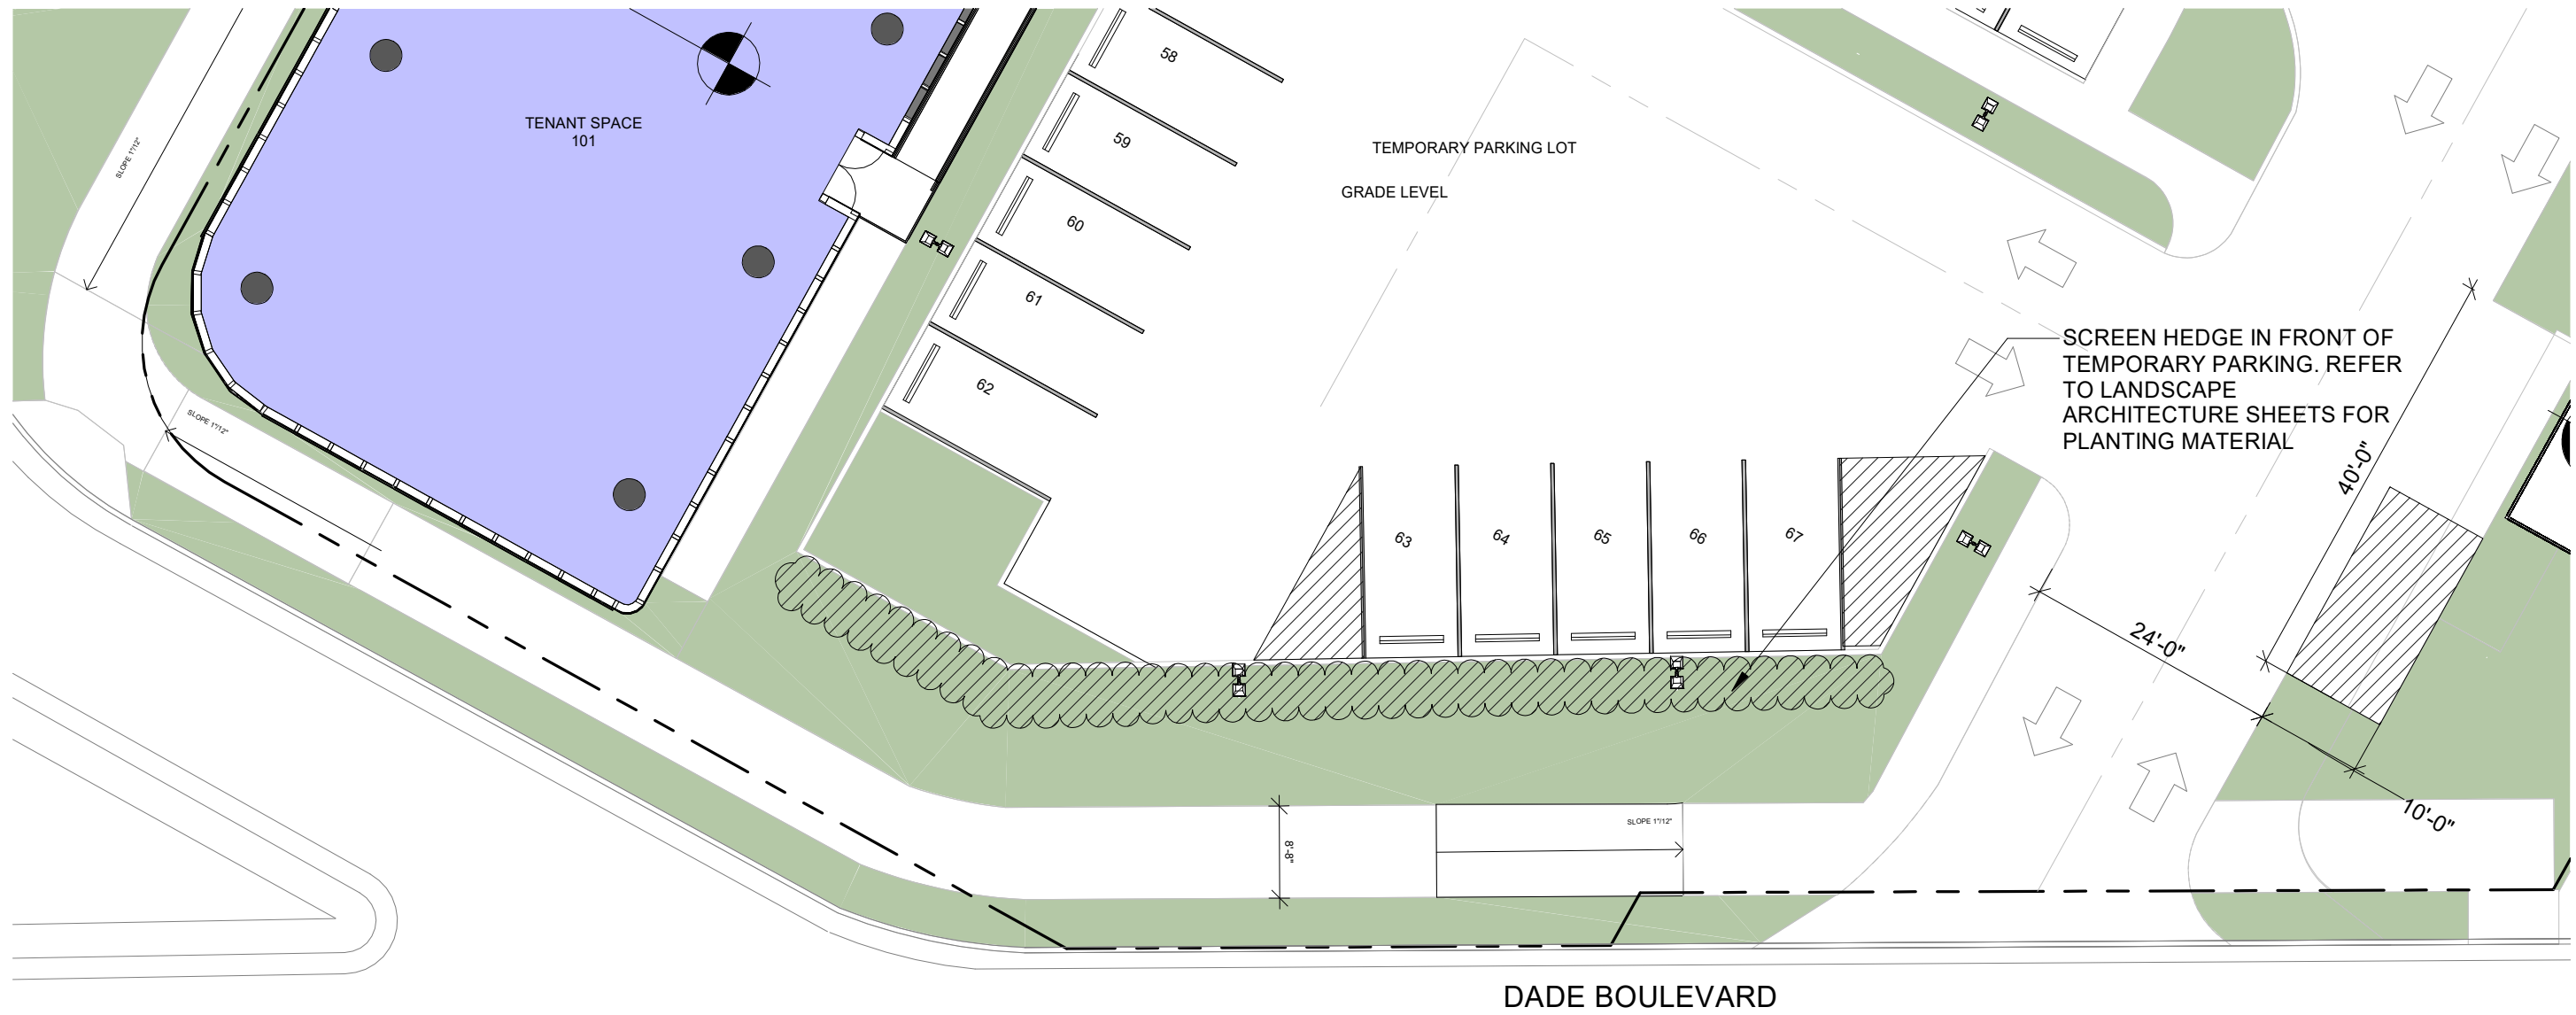 58
TENANT SPACE
101
59
TEMPORARY PARKING LOT
SLOPE 1"/12"
GRADE LEVEL
60
61
SCREEN HEDGE IN FRONT OF
TEMPORARY PARKING. REFER
TO LANDSCAPE
ARCHITECTURE SHEETS FOR
PLANTING MATERIAL
62
SLOPE 1"/12"
40'-0"
63
64
65
66
67
24'-0"
10'-0"
SLOPE 1"/12"
8'-8"
DADE BOULEVARD